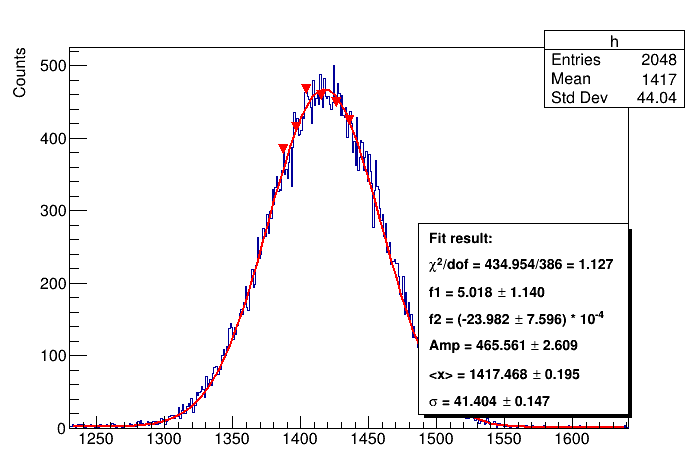 h
Entries 2048
Mean 1417
Std Dev 44.04
Counts
500
400
300
200
100
0
1250 1300 1350 1400 1450 1500 1550 1600
Fit result:
χ²/dof = 434.954/386 = 1.127
f1 = 5.018 ± 1.140
f2 = (-23.982 ± 7.596) * 10⁻⁴
Amp = 465.561 ± 2.609
<x> = 1417.468 ± 0.195
σ = 41.404 ± 0.147